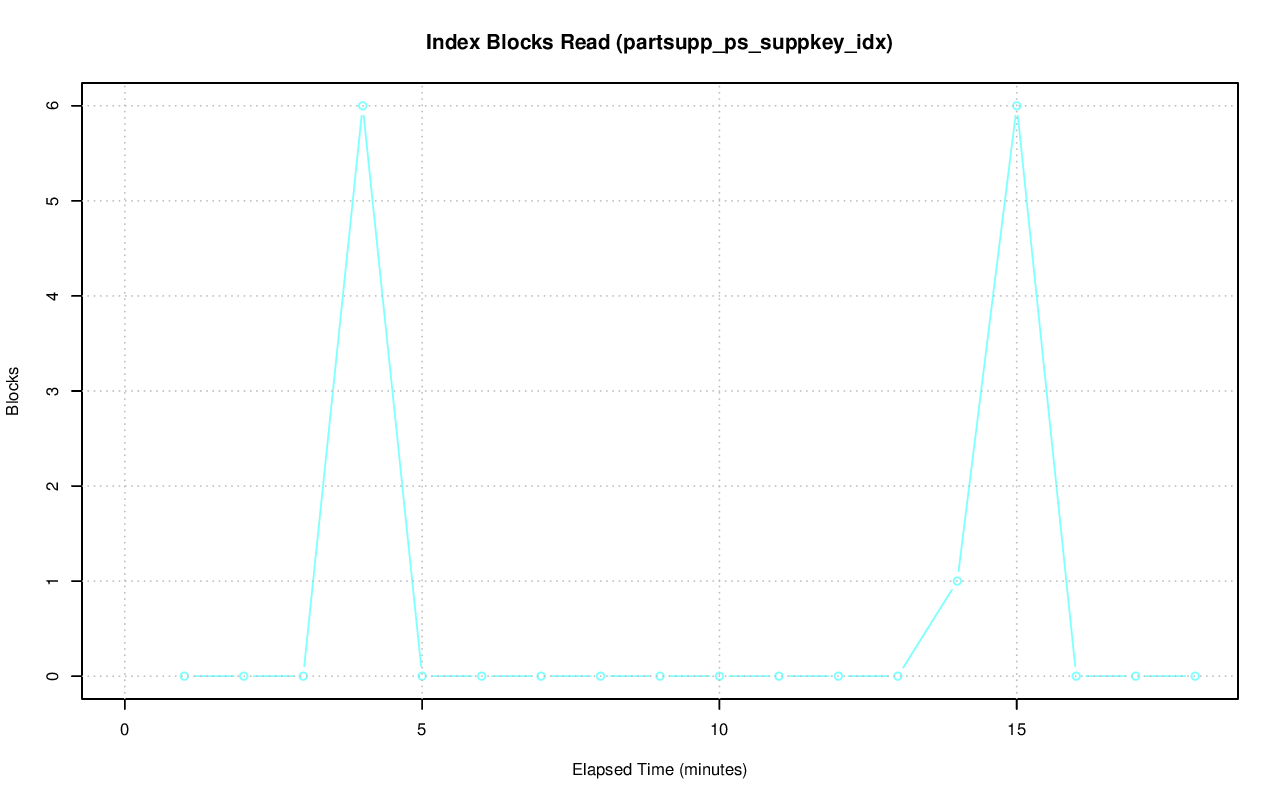 Index Blocks Read (partsupp_ps_suppkey_idx)
6
5
4
3
2
1
0
Blocks
0 5 10 15
Elapsed Time (minutes)